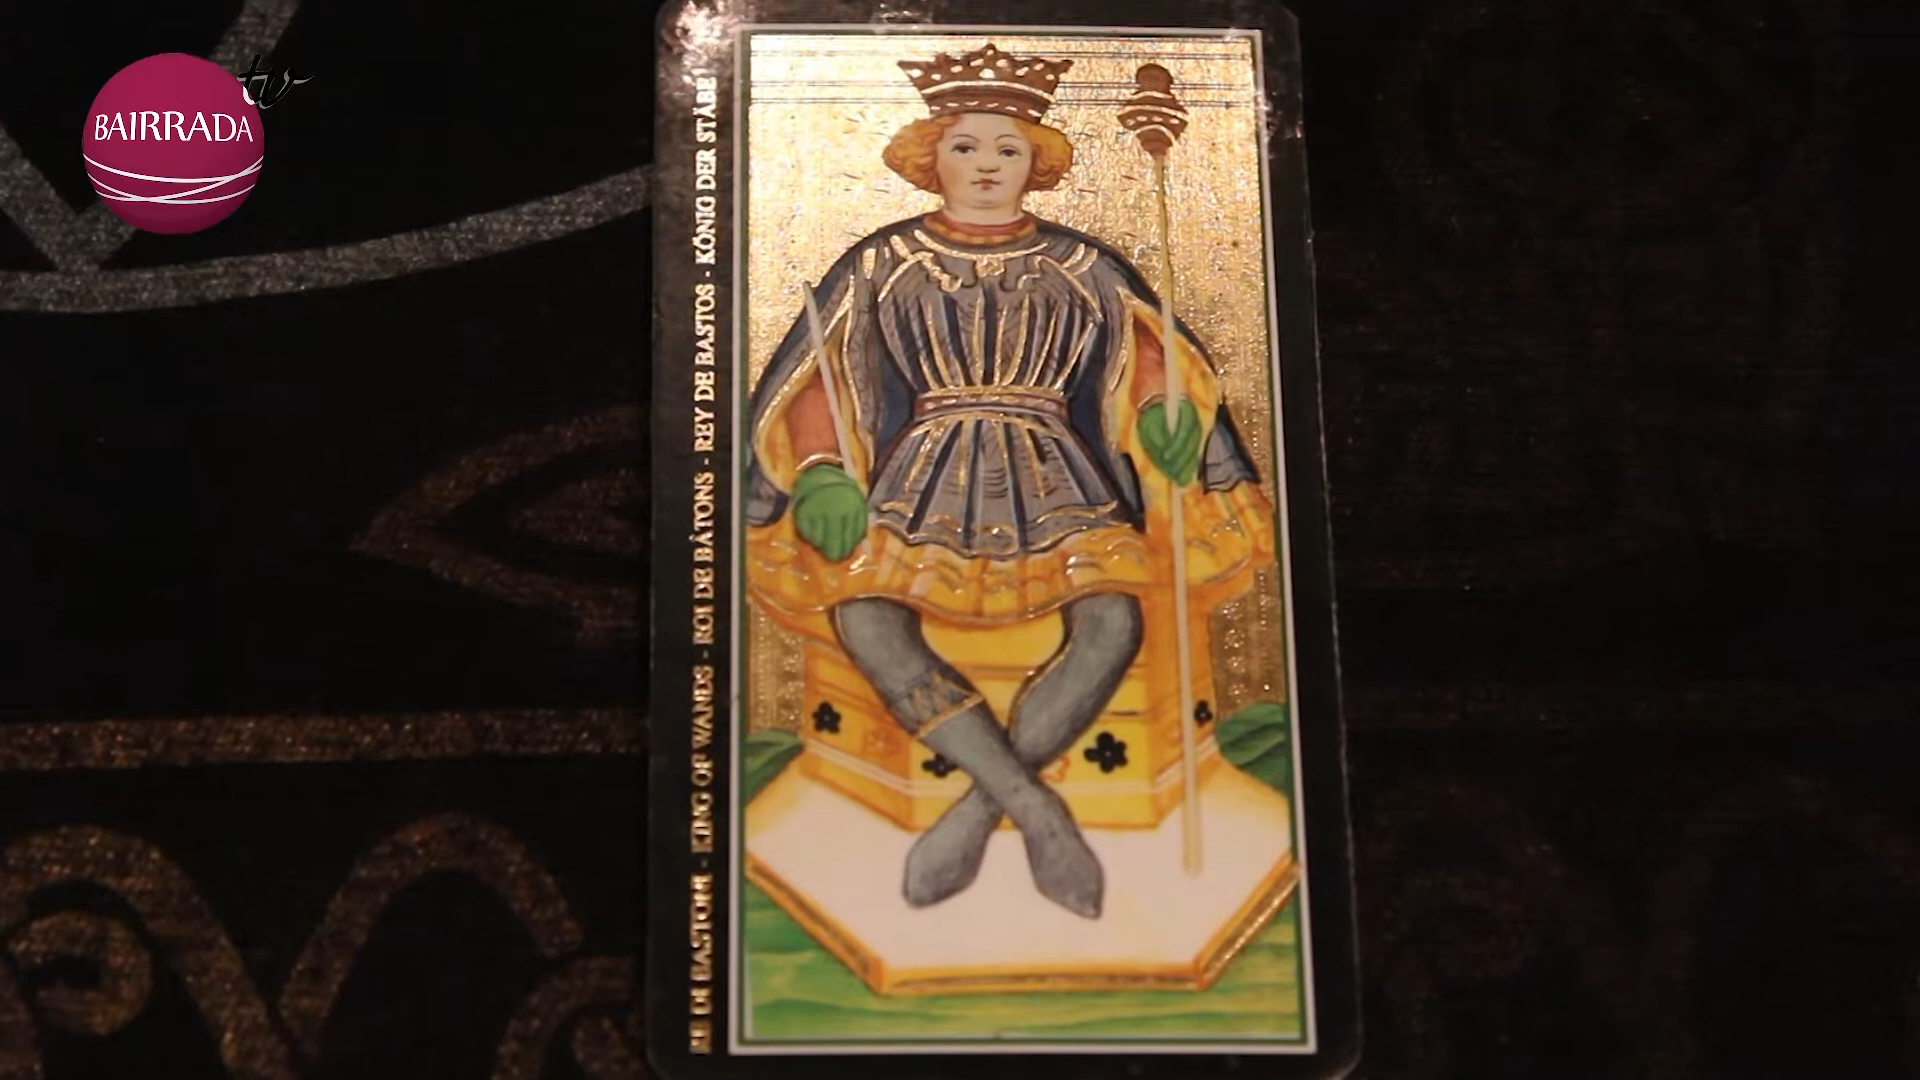 BAIRRADA tv
RE DI BASTONI - KING OF WANDS - ROI DE BÂTONS - REY DE BASTOS - KÖNIG DER STÄBE